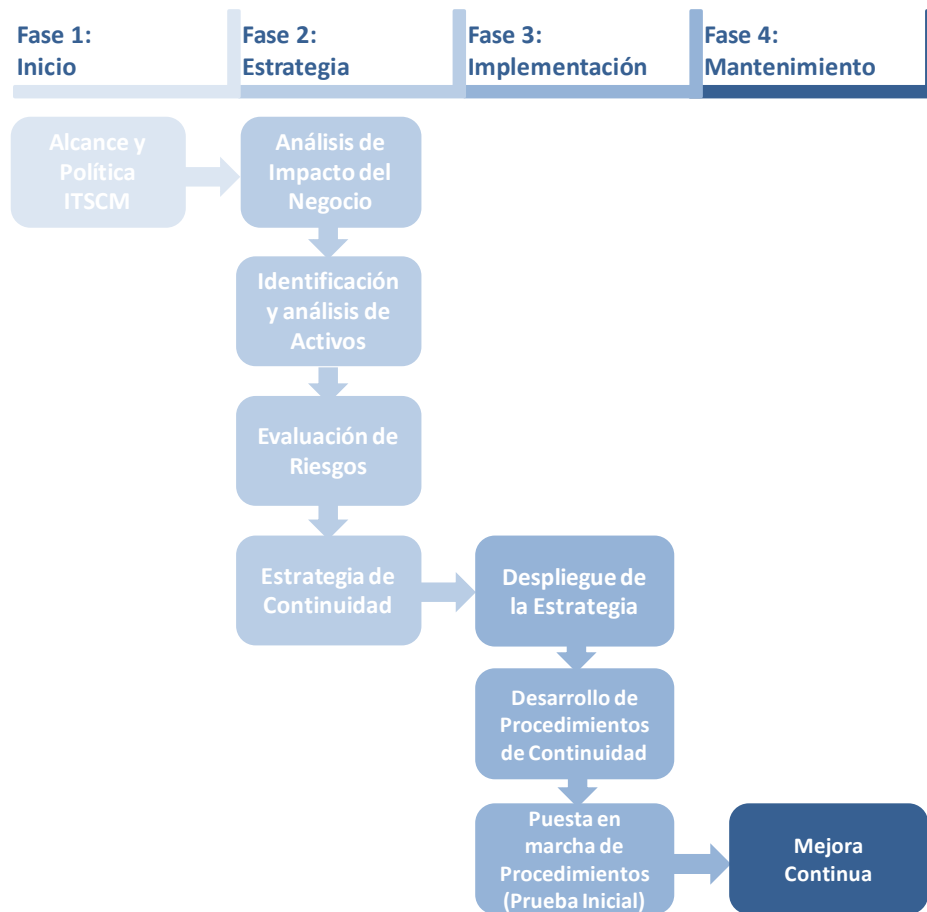 Fase 1:
Inicio
Fase 2:
Estrategia
Fase 3:
Implementación
Fase 4:
Mantenimiento
Alcance y
Política
ITSCM
Análisis de
Impacto del
Negocio
Identificación
y análisis de
Activos
Evaluación de
Riesgos
Estrategia de
Continuidad
Despliegue de
la Estrategia
Desarrollo de
Procedimientos
de Continuidad
Puesta en
marcha de
Procedimientos
(Prueba Inicial)
Mejora
Continua